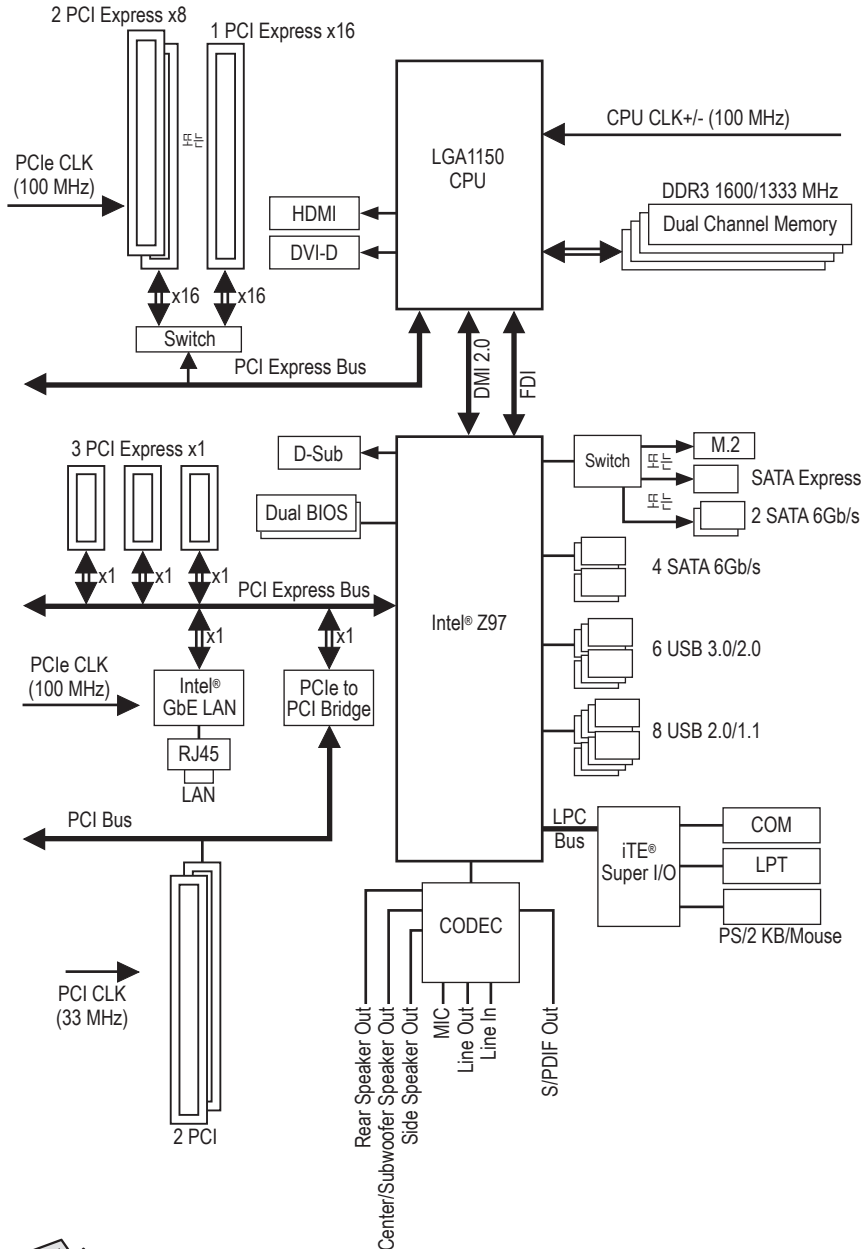 2 PCI Express x8
1 PCI Express x16
CPU CLK+/- (100 MHz)
LGA1150
CPU
PCIe CLK
(100 MHz)
或
DDR3 1600/1333 MHz
Dual Channel Memory
HDMI
DVI-D
x16
x16
Switch
PCI Express Bus
DMI 2.0
FDI
3 PCI Express x1
D-Sub
Dual BIOS
Switch
或
M.2
SATA Express
或
2 SATA 6Gb/s
x1
x1
x1
4 SATA 6Gb/s
PCI Express Bus
Intel® Z97
x1
x1
6 USB 3.0/2.0
PCIe CLK
(100 MHz)
Intel®
GbE LAN
PCIe to
PCI Bridge
8 USB 2.0/1.1
RJ45
LAN
PCI Bus
LPC
Bus
iTE®
Super I/O
COM
LPT
PS/2 KB/Mouse
CODEC
PCI CLK
(33 MHz)
Rear Speaker Out
Center/Subwoofer Speaker Out
Side Speaker Out
MIC
Line Out
Line In
S/PDIF Out
2 PCI